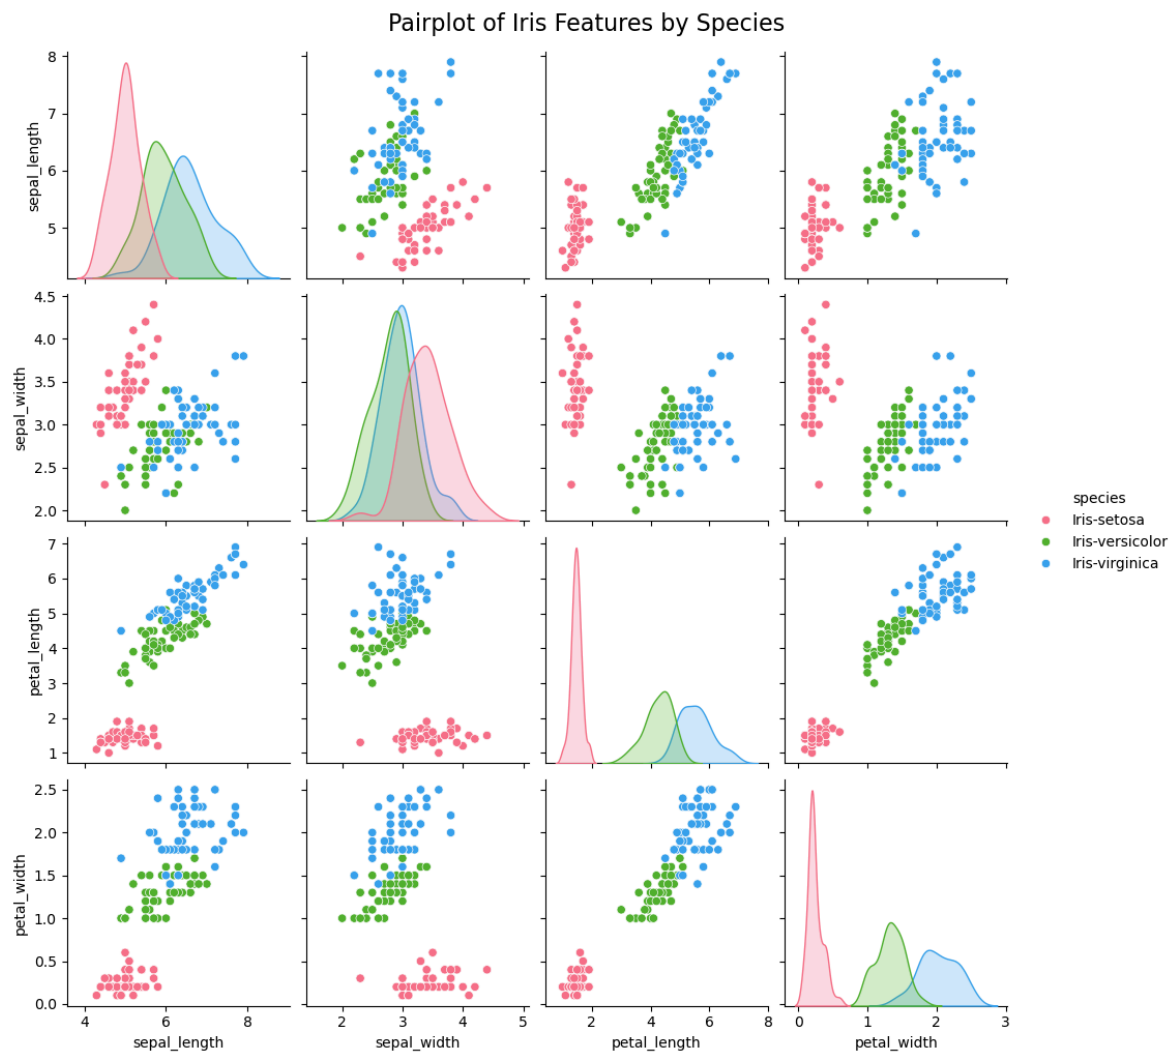 Pairplot of Iris Features by Species
8
7
6
5
sepal_length
4.5
4.0
3.5
3.0
2.5
2.0
sepal_width
7
6
5
4
3
2
1
petal_length
2.5
2.0
1.5
1.0
0.5
0.0
petal_width
4 6 8
sepal_length
2 3 4 5
sepal_width
2 4 6 8
petal_length
0 1 2 3
petal_width
species
Iris-setosa
Iris-versicolor
Iris-virginica